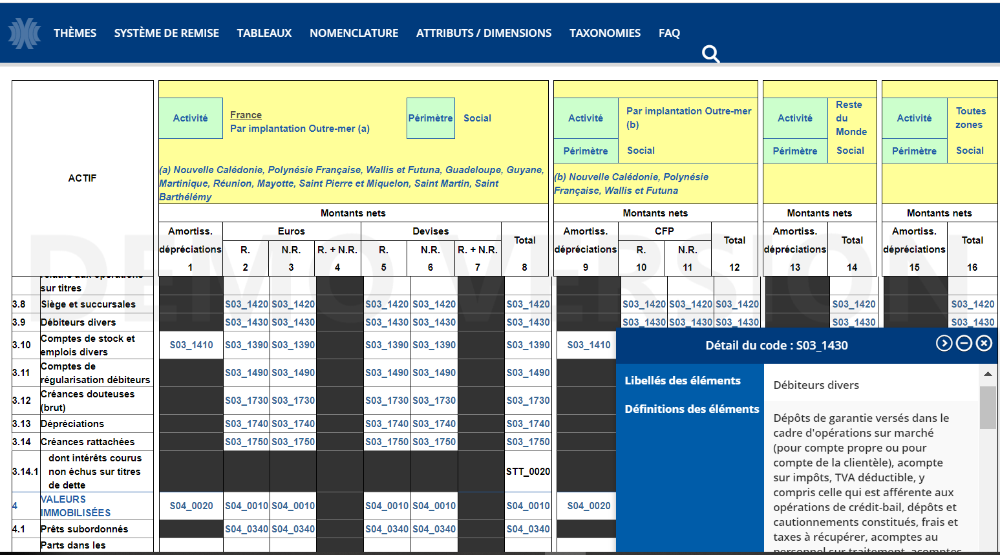 THÈMES SYSTÈME DE REMISE TABLEAUX NOMENCLATURE ATTRIBUTS / DIMENSIONS TAXONOMIES FAQ
ACTIF
Activité France Périmètre Social
Par implantation Outre-mer (a)
(a) Nouvelle Calédonie, Polynésie Française, Wallis et Futuna, Guadeloupe, Guyane,
Martinique, Réunion, Mayotte, Saint Pierre et Miquelon, Saint Martin, Saint
Barthélémy
Activité Par implantation Outre-mer
(b)
Périmètre Social
(b) Nouvelle Calédonie, Polynésie
Française, Wallis et Futuna
Activité Reste
du
Monde
Périmètre Social
Activité Toutes
zones
Périmètre Social
Montants nets Montants nets Montants nets Montants nets
Amortiss. Euros Devises Total Amortiss. CFP Total Amortiss. Total Amortiss. Total
dépréciations R. N.R. R. + N.R. R. N.R. R. + N.R. dépréciations R. N.R. dépréciations dépréciations
1 2 3 4 5 6 7 8 9 10 11 12 13 14 15 16
DEMO VERSION
relatifs aux opérations
sur titres
3.8 Siège et succursales S03_1420 S03_1420 S03_1420 S03_1420 S03_1420 S03_1420 S03_1420 S03_1420 S03_1420 S03_1420
3.9 Débiteurs divers S03_1430 S03_1430 S03_1430 S03_1430 S03_1430 S03_1430 S03_1430 S03_1430 S03_1430 S03_1430
3.10 Comptes de stock et
emplois divers S03_1410 S03_1390 S03_1390 S03_1390 S03_1390 S03_1390 S03_1410
3.11 Comptes de
régularisation débiteurs S03_1490 S03_1490 S03_1490 S03_1490 S03_1490
3.12 Créances douteuses
(brut) S03_1730 S03_1730 S03_1730 S03_1730 S03_1730
3.13 Dépréciations S03_1740 S03_1740 S03_1740 S03_1740 S03_1740
3.14 Créances rattachées S03_1750 S03_1750 S03_1750 S03_1750 S03_1750
dont intérêts courus
3.14.1 non échus sur titres STT_0020
de dette
4 VALEURS
IMMOBILISÉES S04_0020 S04_0010 S04_0010 S04_0010 S04_0010 S04_0010 S04_0020
4.1 Prêts subordonnés S04_0340 S04_0340 S04_0340 S04_0340 S04_0340
Parts dans les
Détail du code : S03_1430
Libellés des éléments
Débiteurs divers
Définitions des éléments
Dépôts de garantie versés dans le
cadre d'opérations sur marché
(pour compte propre ou pour
compte de la clientèle), acompte
sur impôts, TVA déductible, y
compris celle qui est afférente aux
opérations de crédit-bail, dépôts et
cautionnements constitués, frais et
taxes à récupérer, acomptes au
personnel sur traitement, acomptes